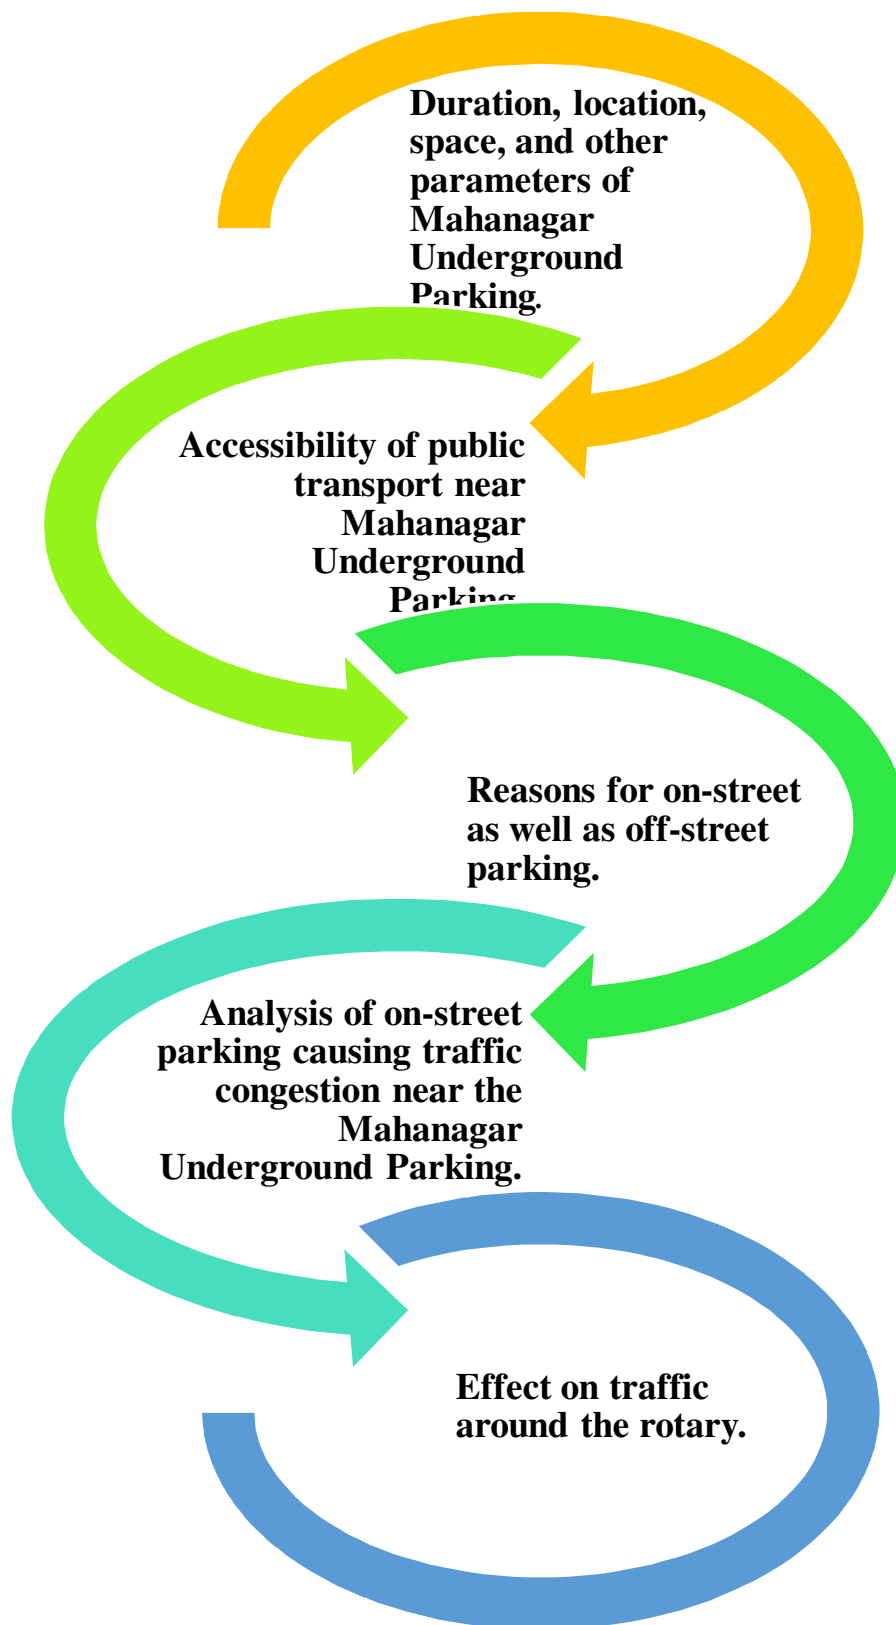 Duration, location,
space, and other
parameters of
Mahanagar
Underground
Parking.
Accessibility of public
transport near
Mahanagar
Underground
Parking.
Reasons for on-street
as well as off-street
parking.
Analysis of on-street
parking causing traffic
congestion near the
Mahanagar
Underground Parking.
Effect on traffic
around the rotary.